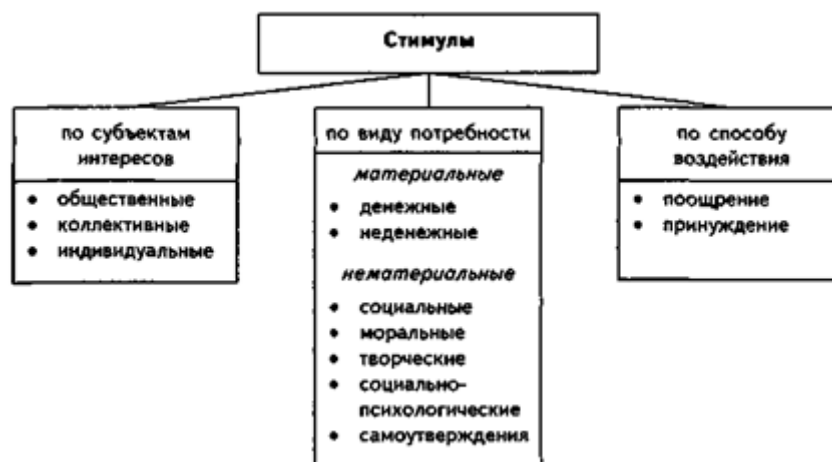 Стимулы
по субъектам
интересов
• общественные
• коллективные
• индивидуальные
по виду потребности
материальные
• денежные
• неденежные
нематериальные
• социальные
• моральные
• творческие
• социально-
психологические
• самоутверждения
по способу
воздействия
• поощрение
• принуждение